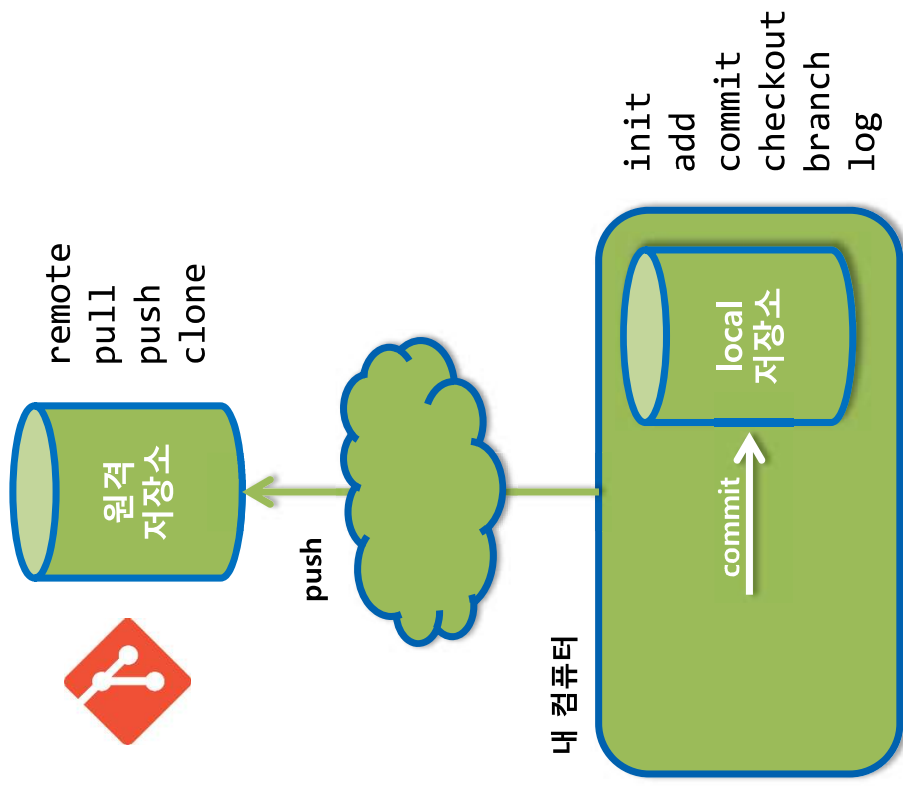 remote
pull
push
clone
원격
저장소
push
내 컴퓨터
commit
local
저장소
init
add
commit
checkout
branch
log